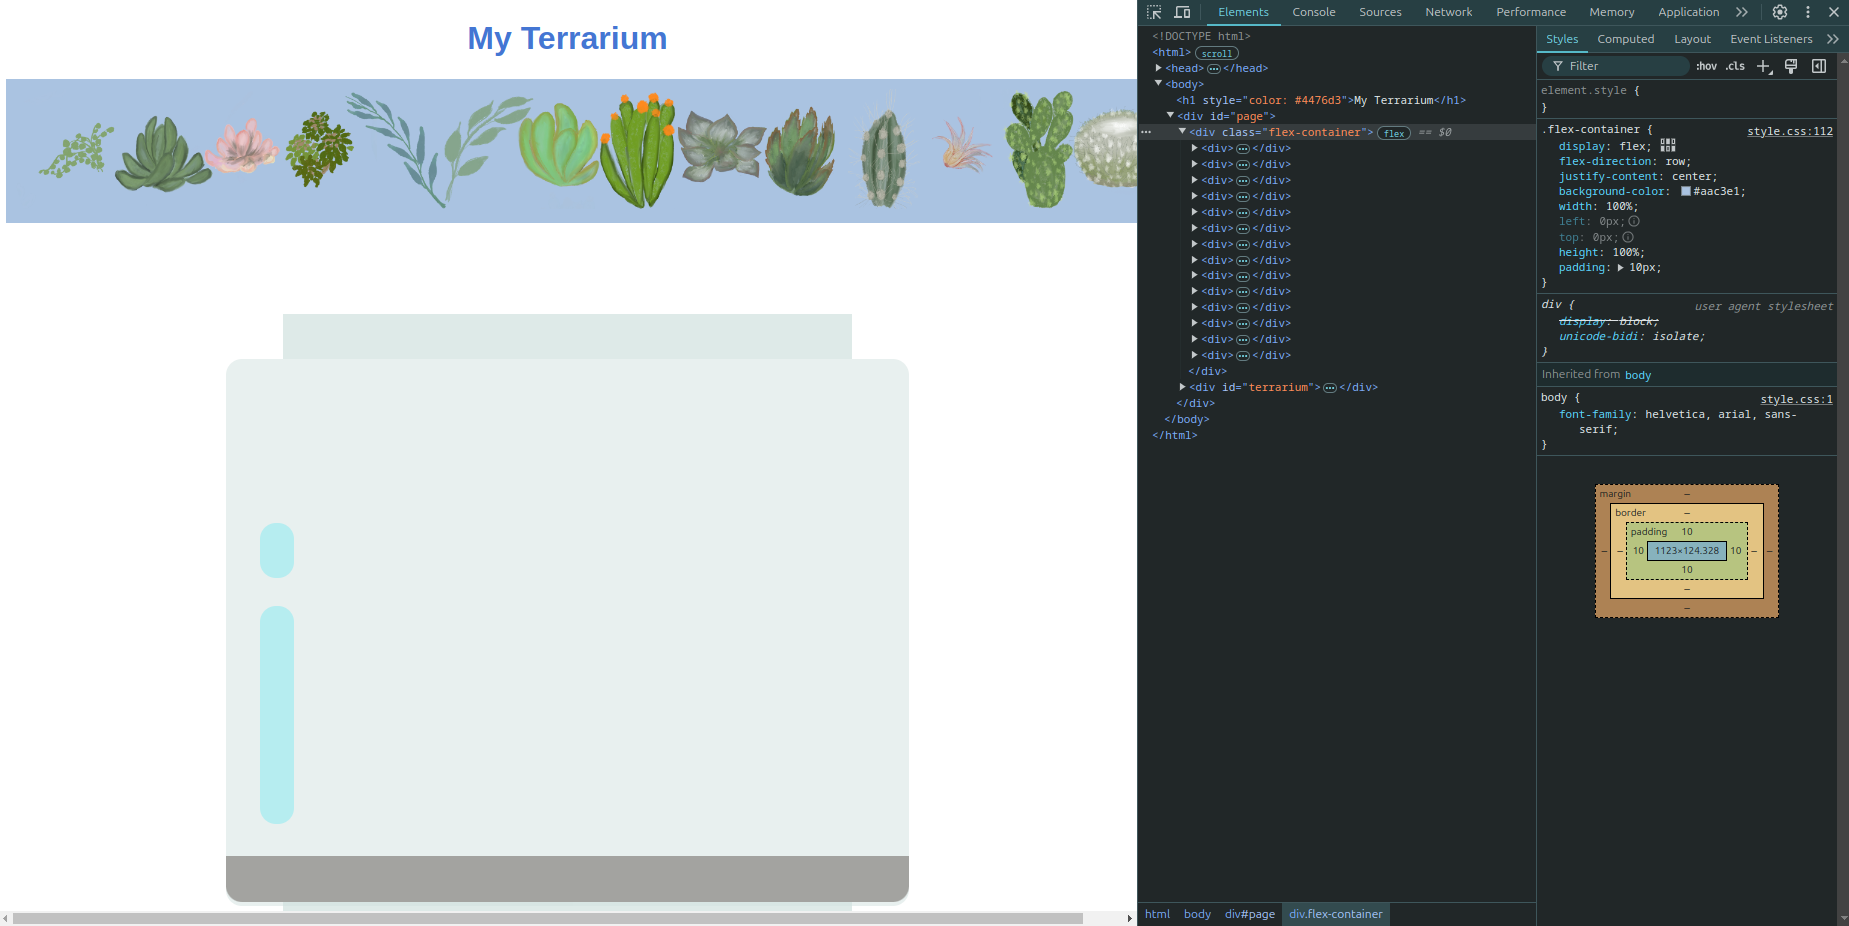 My Terrarium
Elements Console Sources Network Performance Memory Application
<!DOCTYPE html>
<html> scroll
<head> ••• </head>
<body>
<h1 style="color: #4476d3">My Terrarium</h1>
<div id="page">
••• <div class="flex-container"> flex == $0
<div> ••• </div>
<div> ••• </div>
<div> ••• </div>
<div> ••• </div>
<div> ••• </div>
<div> ••• </div>
<div> ••• </div>
<div> ••• </div>
<div> ••• </div>
<div> ••• </div>
<div> ••• </div>
<div> ••• </div>
<div> ••• </div>
<div> ••• </div>
</div>
<div id="terrarium"> ••• </div>
</div>
</body>
</html>
html body div#page div.flex-container
Styles Computed Layout Event Listeners
Filter :hov .cls
element.style {
}
.flex-container { style.css:112
display: flex;
flex-direction: row;
justify-content: center;
background-color: #aac3e1;
width: 100%;
left: 0px;
top: 0px;
height: 100%;
padding: 10px;
}
div { user agent stylesheet
display: block;
unicode-bidi: isolate;
}
Inherited from body
body { style.css:1
font-family: helvetica, arial, sans-
serif;
}
margin –
border –
padding 10
– – 10 1123×124.328 10 – –
10
–
–